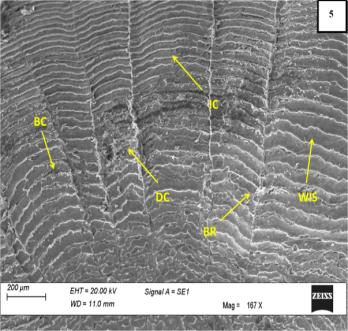 5
IC
BC
DC
WIS
BR
200 µm
EHT = 20.00 kV Signal A = SE1
WD = 11.0 mm Mag = 167 X
ZEISS